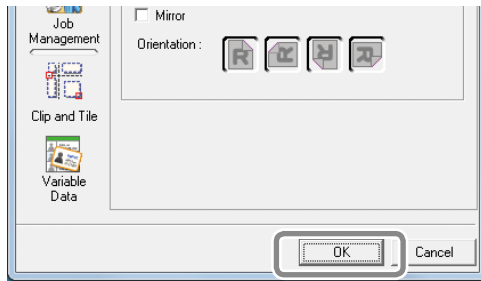 Job
Management
Mirror
Orientation :
R R R R
Clip and Tile
Variable
Data
OK
Cancel